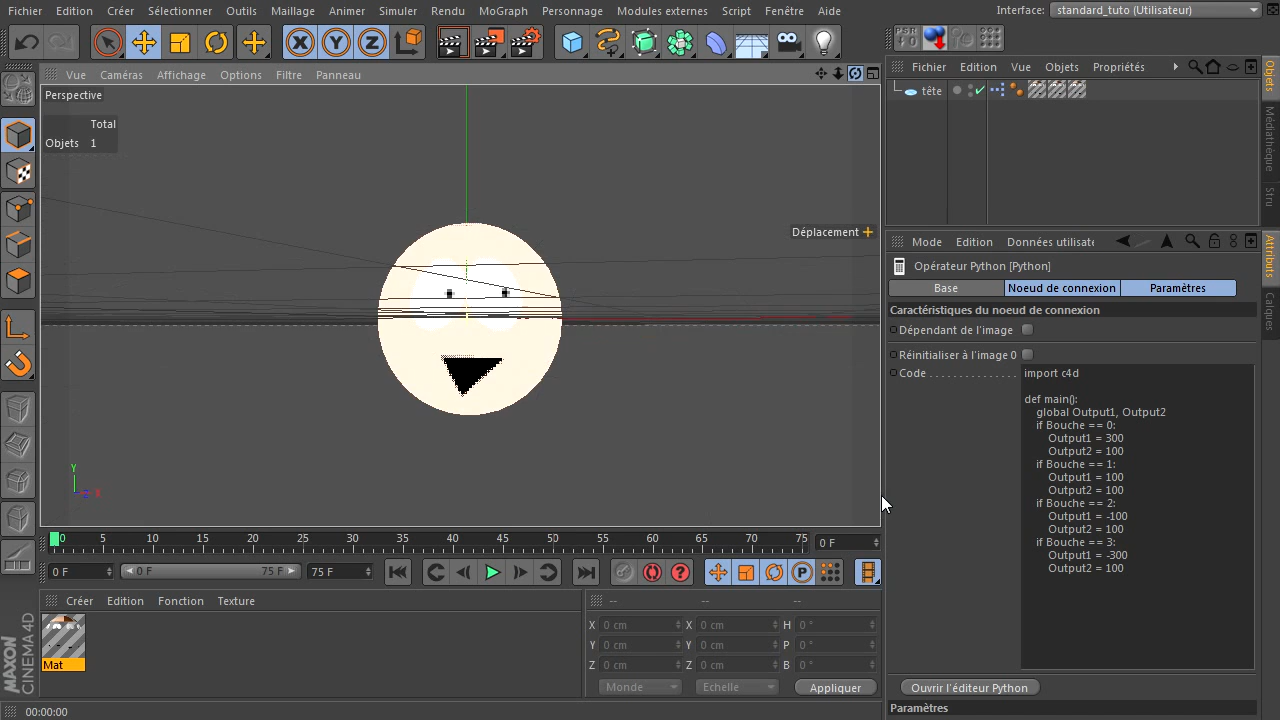 Fichier Edition Créer Sélectionner Outils Maillage Animer Simuler Rendu MoGraph Personnage Modules externes Script Fenêtre Aide Interface: standard_tuto (Utilisateur)
X Y Z PSR
Vue Caméras Affichage Options Filtre Panneau
Fichier Edition Vue Objets Propriétés
Perspective
tête
Total
Objets 1
Objets
Médiathèque
Stru
Déplacement
Mode Edition Données utilisate
Opérateur Python [Python]
Base Noeud de connexion Paramètres
Attributs
Calques
Caractéristiques du noeud de connexion
Dépendant de l'image
Réinitialiser à l'image 0
Code . . . . . . . . . . . . . . .
import c4d
def main():
global Output1, Output2
if Bouche == 0:
Output1 = 300
Output2 = 100
if Bouche == 1:
Output1 = 100
Output2 = 100
if Bouche == 2:
Output1 = -100
Output2 = 100
if Bouche == 3:
Output1 = -300
Output2 = 100
Y
Z X
0 5 10 15 20 25 30 35 40 45 50 55 60 65 70 75 0 F
0 F 0 F 75 F 75 F
Créer Edition Fonction Texture
-- -- --
X 0 cm X 0 cm H 0 °
Y 0 cm Y 0 cm P 0 °
Z 0 cm Z 0 cm B 0 °
Mat
Monde Echelle Appliquer
Ouvrir l'éditeur Python
Paramètres
MAXON
CINEMA 4D
00:00:00